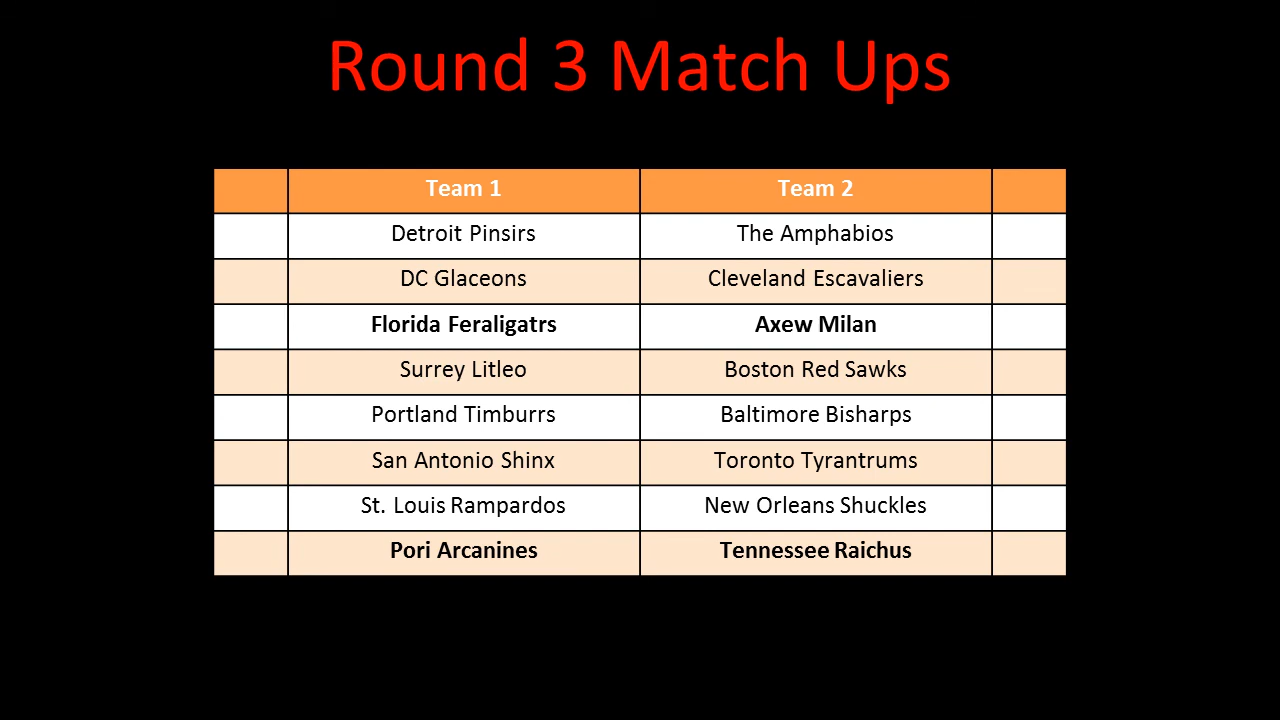 Round 3 Match Ups
Team 1 Team 2
Detroit Pinsirs The Amphabios
DC Glaceons Cleveland Escavaliers
Florida Feraligatrs Axew Milan
Surrey Litleo Boston Red Sawks
Portland Timburrs Baltimore Bisharps
San Antonio Shinx Toronto Tyrantrums
St. Louis Rampardos New Orleans Shuckles
Pori Arcanines Tennessee Raichus